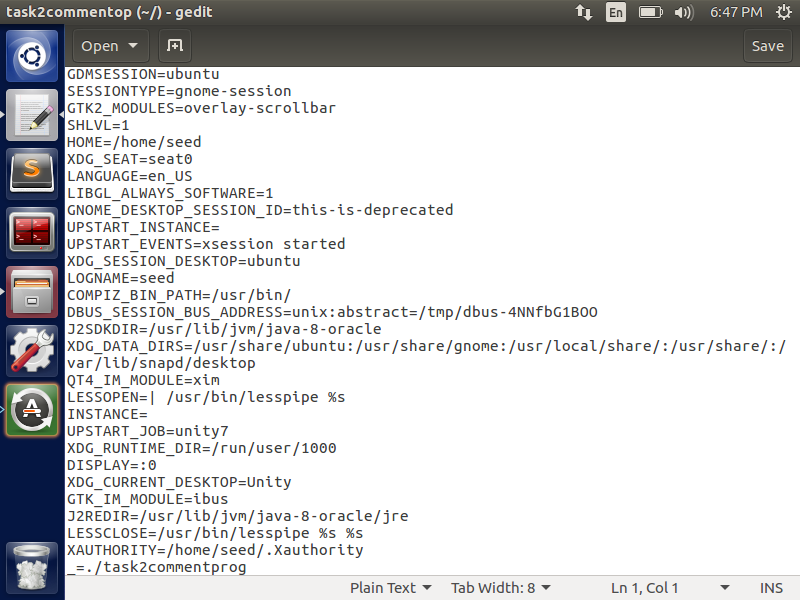 task2commentop (~/) - gedit
En
6:47 PM
Open
Save
GDMSESSION=ubuntu
SESSIONTYPE=gnome-session
GTK2_MODULES=overlay-scrollbar
SHLVL=1
HOME=/home/seed
XDG_SEAT=seat0
LANGUAGE=en_US
LIBGL_ALWAYS_SOFTWARE=1
GNOME_DESKTOP_SESSION_ID=this-is-deprecated
UPSTART_INSTANCE=
UPSTART_EVENTS=xsession started
XDG_SESSION_DESKTOP=ubuntu
LOGNAME=seed
COMPIZ_BIN_PATH=/usr/bin/
DBUS_SESSION_BUS_ADDRESS=unix:abstract=/tmp/dbus-4NNfbG1BOO
J2SDKDIR=/usr/lib/jvm/java-8-oracle
XDG_DATA_DIRS=/usr/share/ubuntu:/usr/share/gnome:/usr/local/share/:/usr/share/:/
var/lib/snapd/desktop
QT4_IM_MODULE=xim
LESSOPEN=| /usr/bin/lesspipe %s
INSTANCE=
UPSTART_JOB=unity7
XDG_RUNTIME_DIR=/run/user/1000
DISPLAY=:0
XDG_CURRENT_DESKTOP=Unity
GTK_IM_MODULE=ibus
J2REDIR=/usr/lib/jvm/java-8-oracle/jre
LESSCLOSE=/usr/bin/lesspipe %s %s
XAUTHORITY=/home/seed/.Xauthority
_=./task2commentprog
Plain Text
Tab Width: 8
Ln 1, Col 1
INS